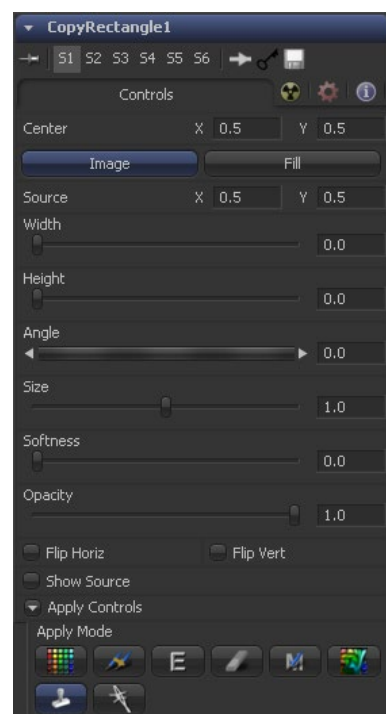 CopyRectangle1
S1 S2 S3 S4 S5 S6
Controls
Center X 0.5 Y 0.5
Image Fill
Source X 0.5 Y 0.5
Width
0.0
Height
0.0
Angle
0.0
Size
1.0
Softness
0.0
Opacity
1.0
Flip Horiz Flip Vert
Show Source
Apply Controls
Apply Mode
E M